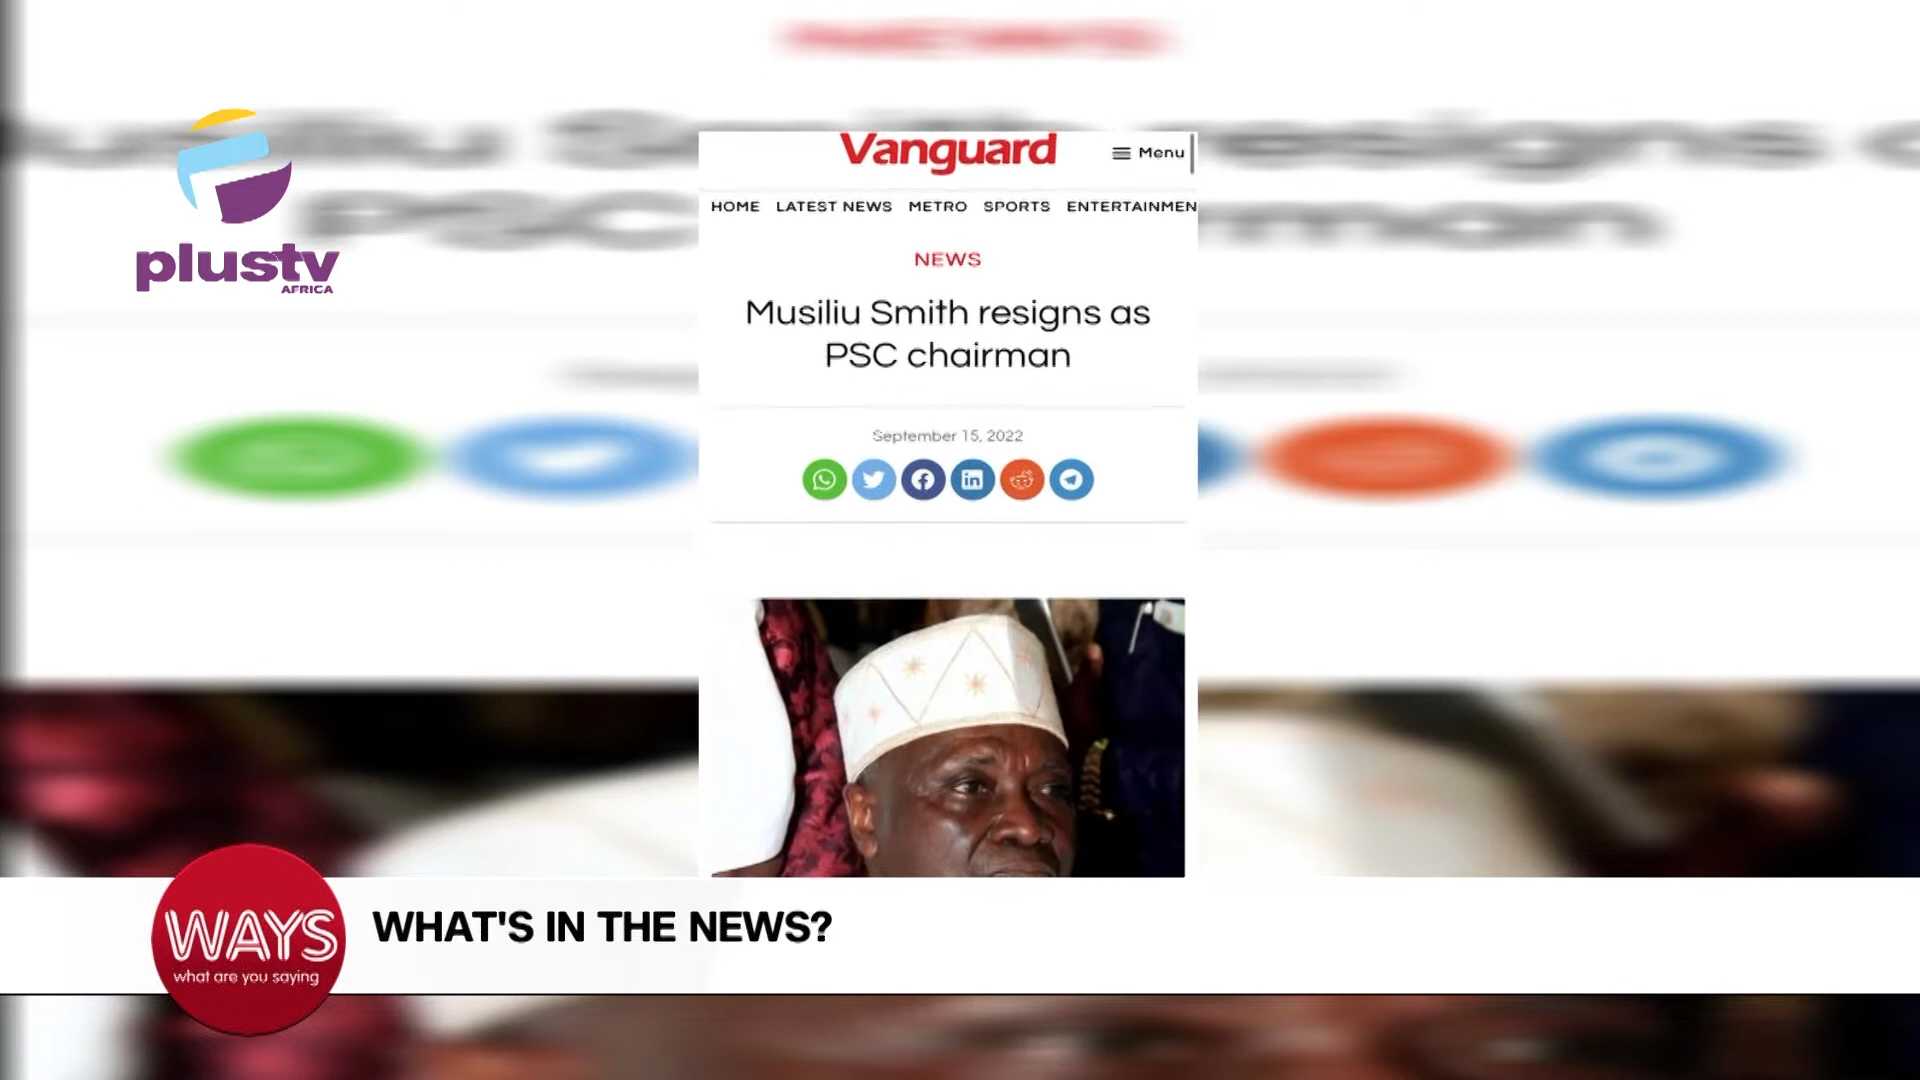 plustv
AFRICA
Vanguard
Menu
HOME LATEST NEWS METRO SPORTS ENTERTAINMEN
NEWS
Musiliu Smith resigns as
PSC chairman
September 15, 2022
WAYS
what are you saying
WHAT'S IN THE NEWS?